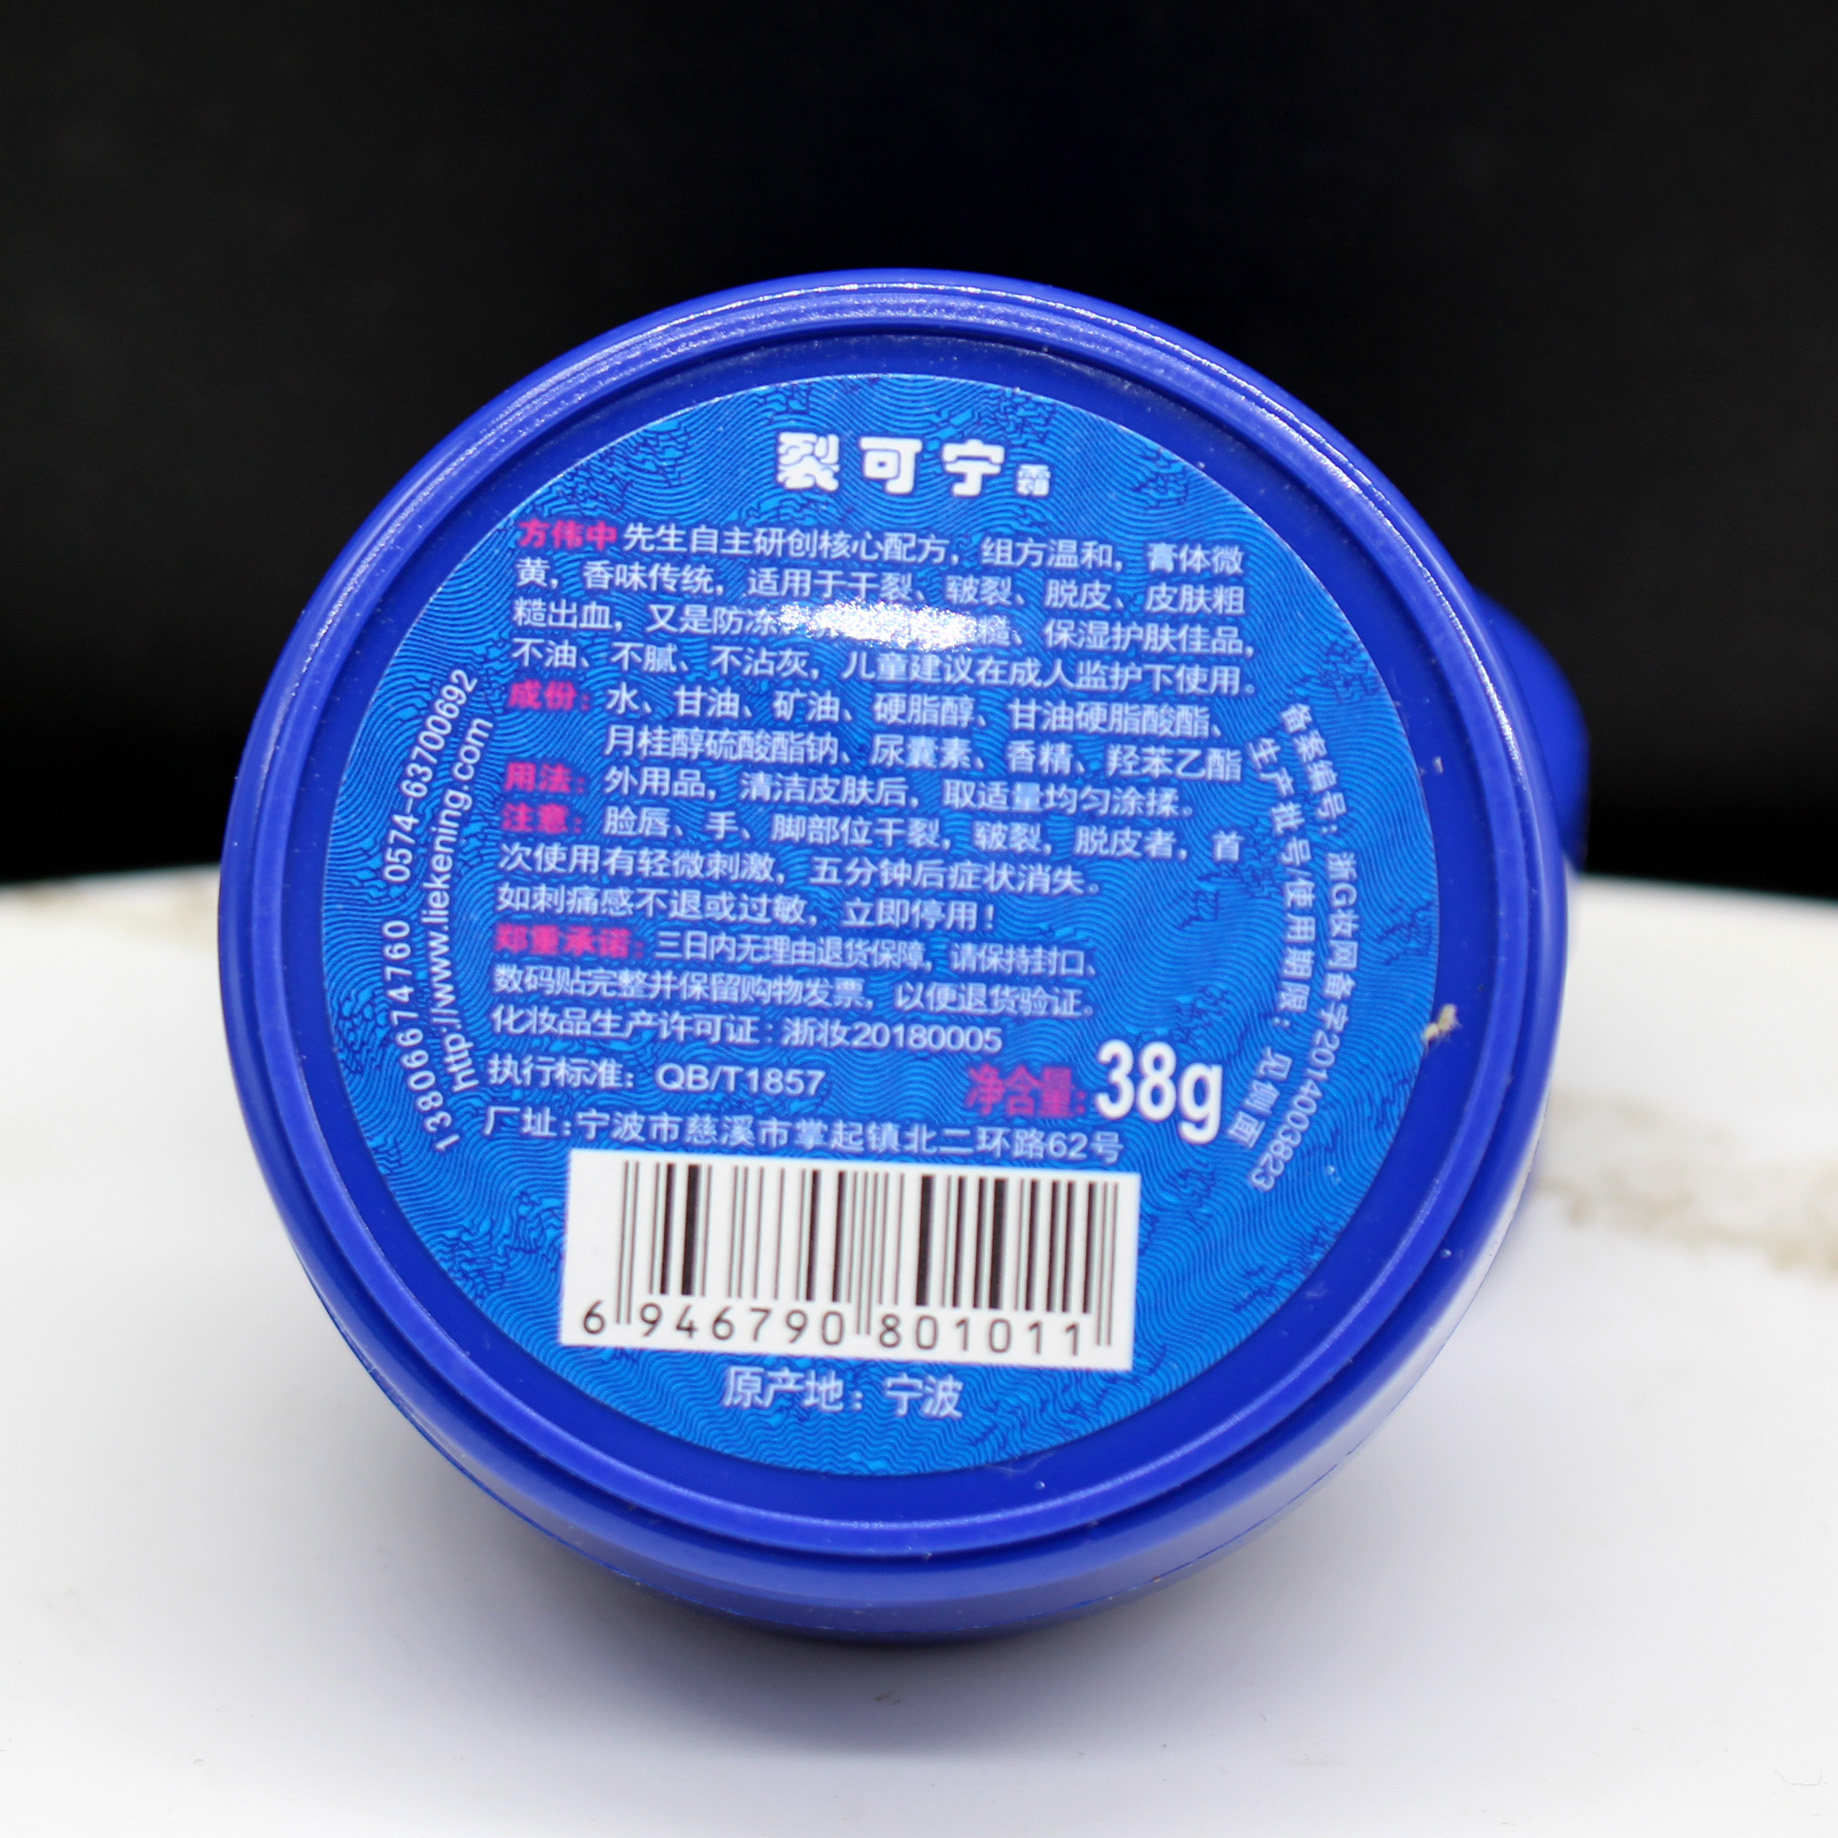 裂可宁霜
方伟中先生自主研创核心配方，组方温和，膏体微
黄，香味传统，适用于干裂、皲裂、脱皮、皮肤粗
糙出血，又是防冻、糙、保湿护肤佳品，
不油、不腻、不沾灰，儿童建议在成人监护下使用。
成份：水、甘油、矿油、硬脂醇、甘油硬脂酸酯、
月桂醇硫酸酯钠、尿囊素、香精、羟苯乙酯
用法：外用品，清洁皮肤后，取适量均匀涂揉。
注意：脸唇、手、脚部位干裂，皲裂，脱皮者，首
次使用有轻微刺激，五分钟后症状消失。
如刺痛感不退或过敏，立即停用！
郑重承诺：三日内无理由退货保障，请保持封口、
数码贴完整并保留购物发票，以便退货验证。
化妆品生产许可证：浙妆20180005
执行标准：QB/T1857
净含量：38g
厂址：宁波市慈溪市掌起镇北二环路62号
6 946790 801011
原产地：宁波
13806674760 0574-63700692
http://www.liekening.com
备案编号：浙G妆网备字2014003823
生产批号/使用期限：见侧面